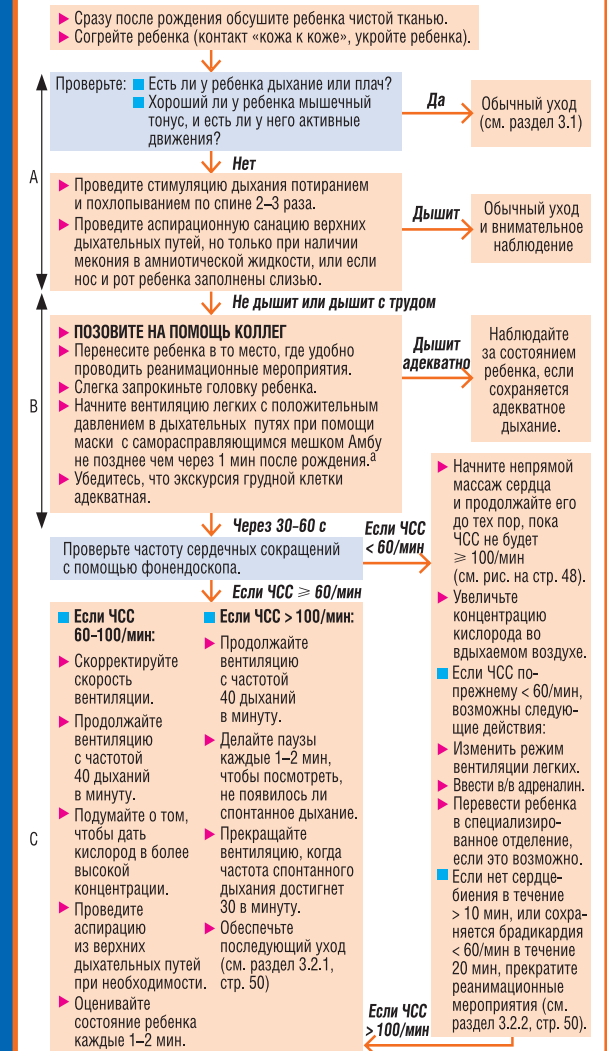 Сразу после рождения обсушите ребенка чистой тканью.
Согрейте ребенка (контакт «кожа к коже», укройте ребенка).
A
Проверьте: Есть ли у ребенка дыхание или плач?
Хороший ли у ребенка мышечный
тонус, и есть ли у него активные
движения?
Да
Обычный уход
(см. раздел 3.1)
Нет
Проведите стимуляцию дыхания потиранием
и похлопыванием по спине 2–3 раза.
Проведите аспирационную санацию верхних
дыхательных путей, но только при наличии
мекония в амниотической жидкости, или если
нос и рот ребенка заполнены слизью.
Дышит
Обычный уход
и внимательное
наблюдение
Не дышит или дышит с трудом
B
ПОЗОВИТЕ НА ПОМОЩЬ КОЛЛЕГ
Перенесите ребенка в то место, где удобно
проводить реанимационные мероприятия.
Слегка запрокиньте головку ребенка.
Начните вентиляцию легких с положительным
давлением в дыхательных путях при помощи
маски с саморасправляющимся мешком Амбу
не позднее чем через 1 мин после рождения.a
Убедитесь, что экскурсия грудной клетки
адекватная.
Дышит
адекватно
Наблюдайте
за состоянием
ребенка, если
сохраняется
адекватное
дыхание.
Через 30-60 с
Проверьте частоту сердечных сокращений
с помощью фонендоскопа.
Если ЧСС
< 60/мин
Начните непрямой
массаж сердца
и продолжайте его
до тех пор, пока
ЧСС не будет
⩾ 100/мин
(см. рис. на стр. 48).
Увеличьте
концентрацию
кислорода во
вдыхаемом воздухе.
Если ЧСС по-
прежнему < 60/мин,
возможны следую-
щие действия:
Изменить режим
вентиляции легких.
Ввести в/в адреналин.
Перевести ребенка
в специализиро-
ванное отделение,
если это возможно.
Если нет сердце-
биения в течение
> 10 мин, или сохра-
няется брадикардия
< 60/мин в течение
20 мин, прекратите
реанимационные
мероприятия (см.
раздел 3.2.2, стр. 50).
Если ЧСС ⩾ 60/мин
C
Если ЧСС
60–100/мин:
Скорректируйте
скорость
вентиляции.
Продолжайте
вентиляцию
с частотой
40 дыханий
в минуту.
Подумайте о том,
чтобы дать
кислород в более
высокой
концентрации.
Проведите
аспирацию
из верхних
дыхательных путей
при необходимости.
Оценивайте
состояние ребенка
каждые 1–2 мин.
Если ЧСС > 100/мин:
Продолжайте
вентиляцию
с частотой
40 дыханий
в минуту.
Делайте паузы
каждые 1–2 мин,
чтобы посмотреть,
не появилось ли
спонтанное дыхание.
Прекращайте
вентиляцию, когда
частота спонтанного
дыхания достигнет
30 в минуту.
Обеспечьте
последующий уход
(см. раздел 3.2.1,
стр. 50)
Если ЧСС
> 100/мин